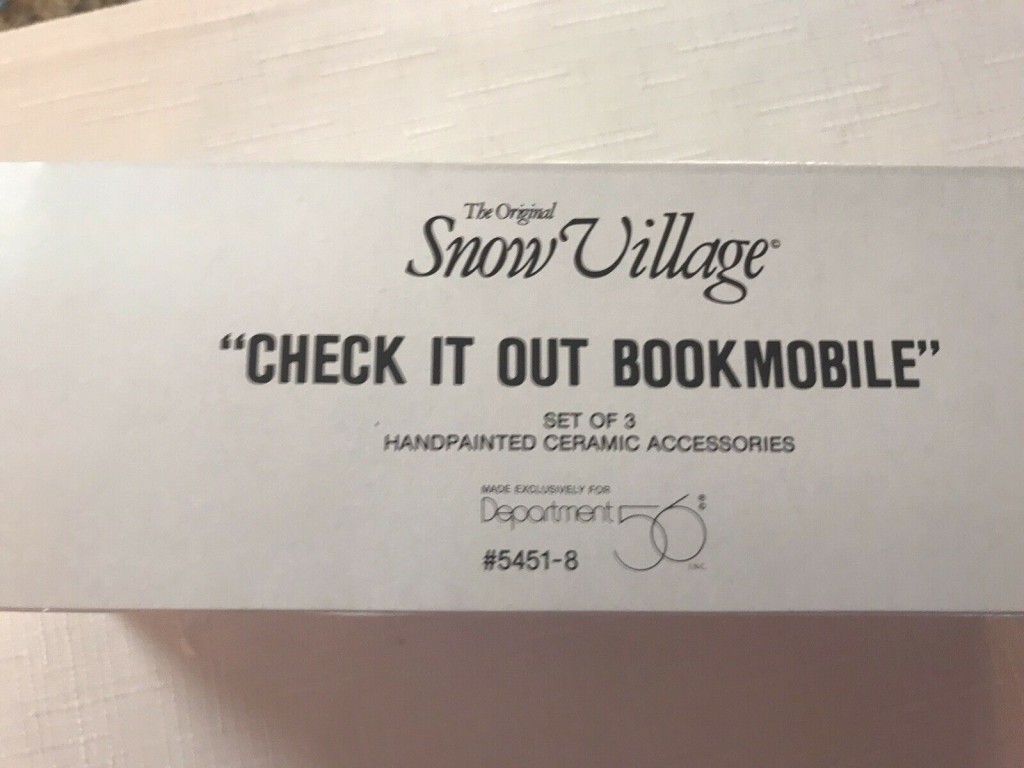 The Original
Snow Village©
“CHECK IT OUT BOOKMOBILE”
SET OF 3
HANDPAINTED CERAMIC ACCESSORIES
MADE EXCLUSIVELY FOR
Department 56®
INC
#5451-8